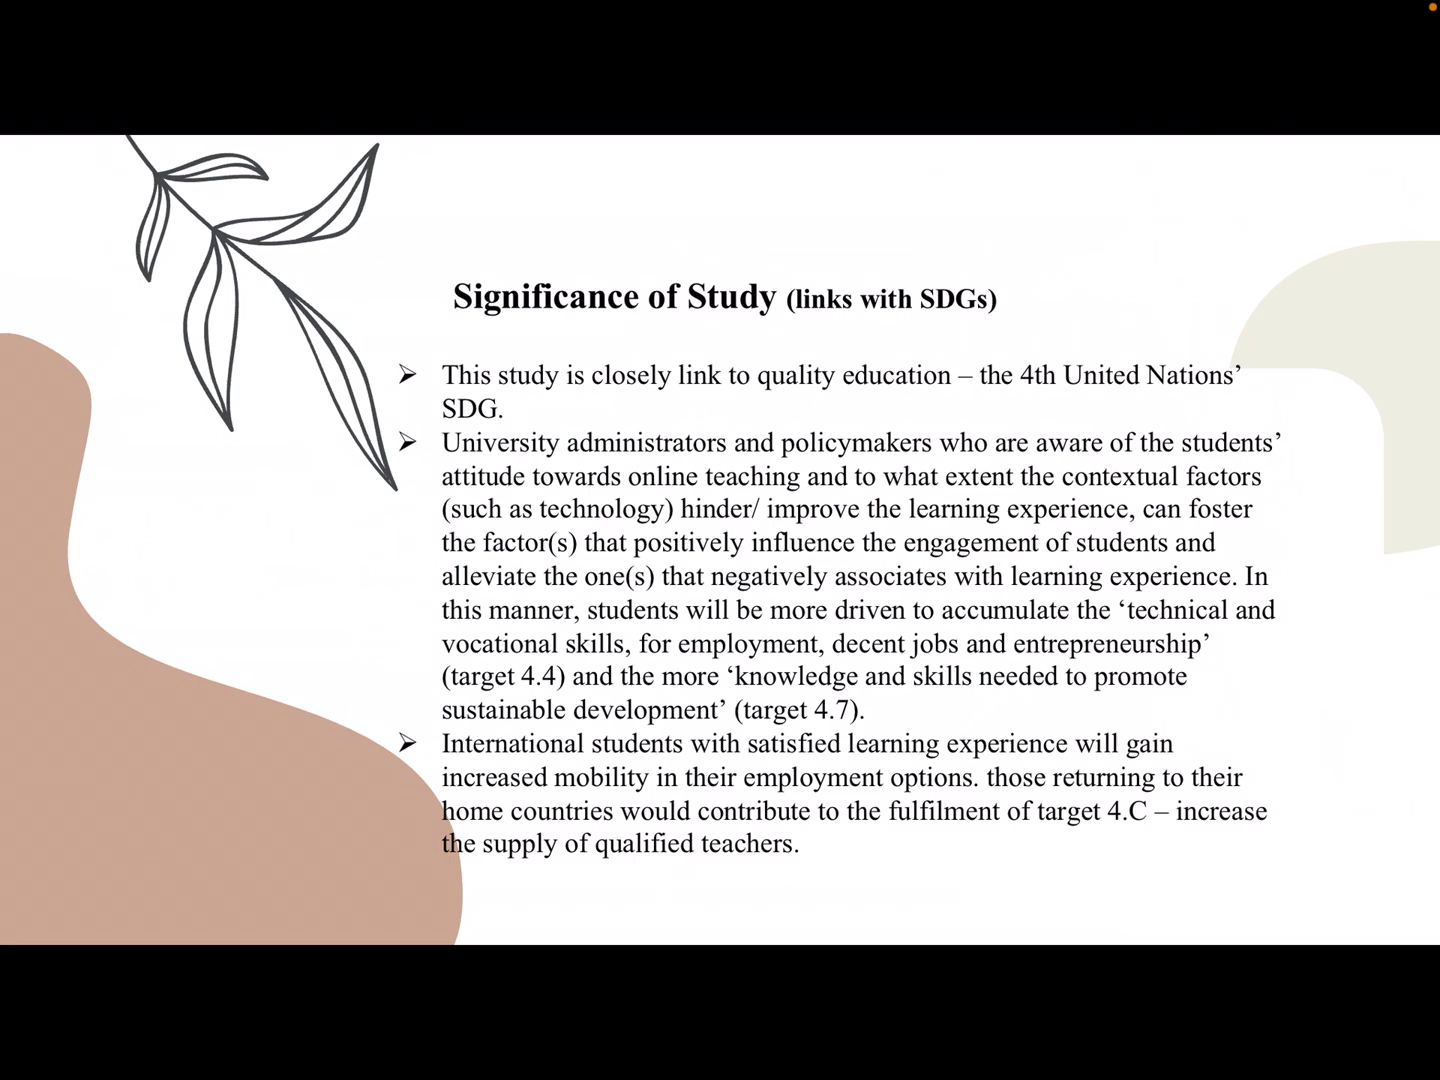 Significance of Study (links with SDGs)
➢ This study is closely link to quality education – the 4th United Nations’
SDG.
➢ University administrators and policymakers who are aware of the students’
attitude towards online teaching and to what extent the contextual factors
(such as technology) hinder/ improve the learning experience, can foster
the factor(s) that positively influence the engagement of students and
alleviate the one(s) that negatively associates with learning experience. In
this manner, students will be more driven to accumulate the ‘technical and
vocational skills, for employment, decent jobs and entrepreneurship’
(target 4.4) and the more ‘knowledge and skills needed to promote
sustainable development’ (target 4.7).
➢ International students with satisfied learning experience will gain
increased mobility in their employment options. those returning to their
home countries would contribute to the fulfilment of target 4.C – increase
the supply of qualified teachers.